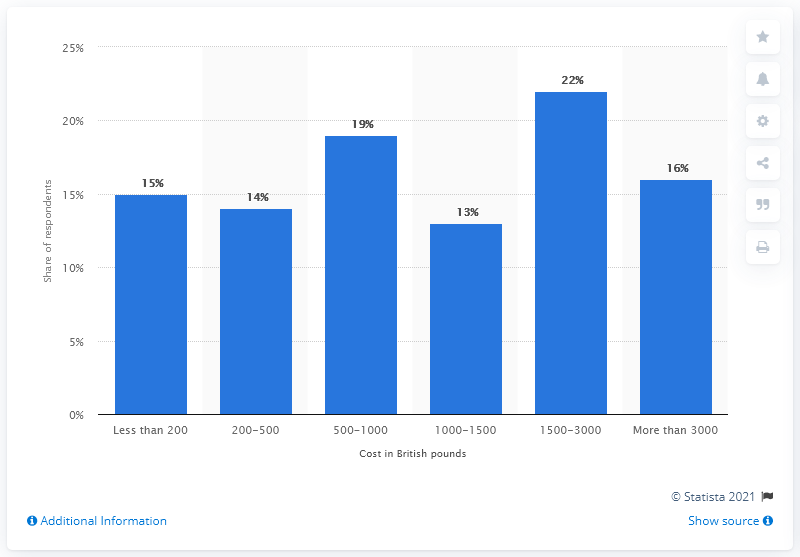 25%
20%
15%
10%
5%
0%
Share of respondents
15%
14%
19%
13%
22%
16%
Less than 200
200–500
500–1000
1000–1500
1500–3000
More than 3000
Cost in British pounds
© Statista 2021
Additional Information
Show source